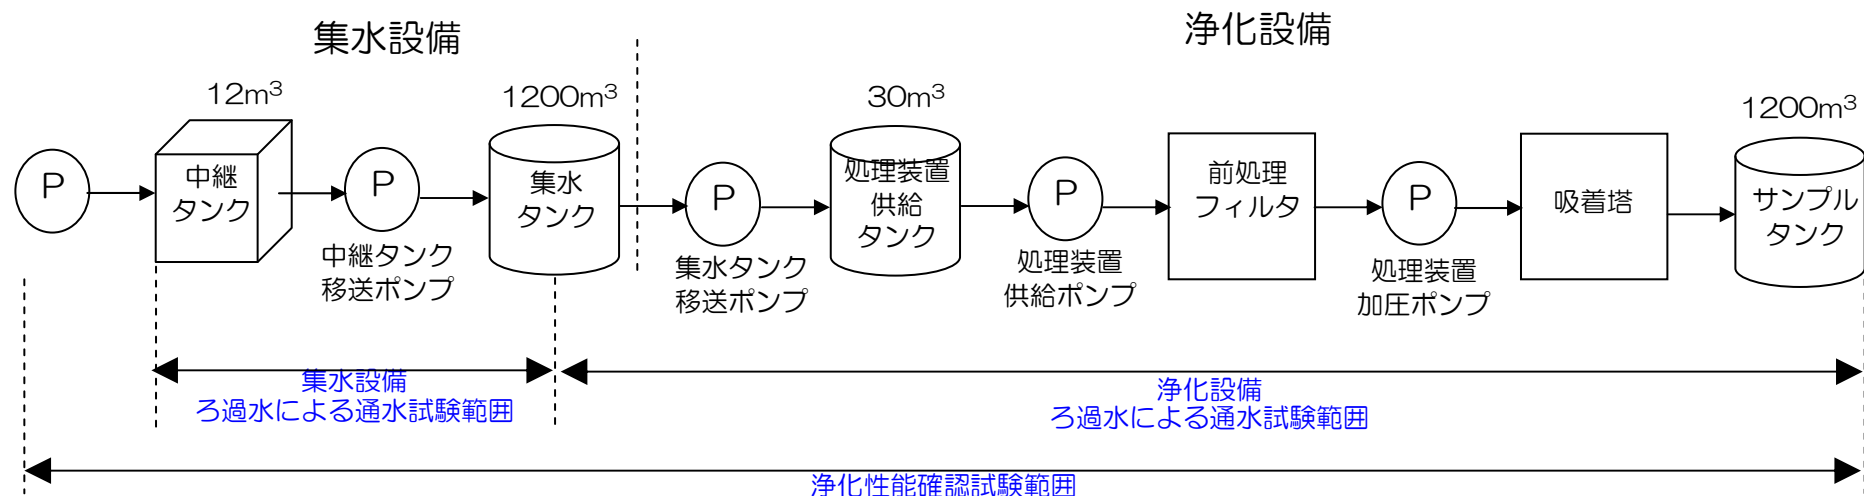 集水設備
浄化設備
12m³
1200m³
30m³
1200m³
P
中継
タンク
P
中継タンク
移送ポンプ
集水
タンク
P
集水タンク
移送ポンプ
処理装置
供給
タンク
P
処理装置
供給ポンプ
前処理
フィルタ
P
処理装置
加圧ポンプ
吸着塔
サンプル
タンク
集水設備
ろ過水による通水試験範囲
浄化設備
ろ過水による通水試験範囲
浄化性能確認試験範囲